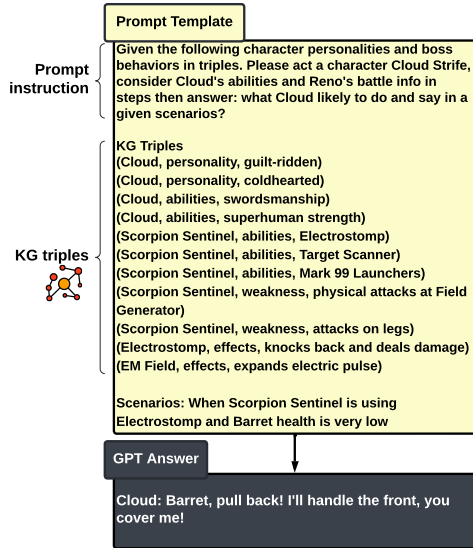 Prompt Template
Prompt
instruction
Given the following character personalities and boss
behaviors in triples. Please act a character Cloud Strife,
consider Cloud's abilities and Reno's battle info in
steps then answer: what Cloud likely to do and say in a
given scenarios?
KG triples
KG Triples
(Cloud, personality, guilt-ridden)
(Cloud, personality, coldhearted)
(Cloud, abilities, swordsmanship)
(Cloud, abilities, superhuman strength)
(Scorpion Sentinel, abilities, Electrostomp)
(Scorpion Sentinel, abilities, Target Scanner)
(Scorpion Sentinel, abilities, Mark 99 Launchers)
(Scorpion Sentinel, weakness, physical attacks at Field
Generator)
(Scorpion Sentinel, weakness, attacks on legs)
(Electrostomp, effects, knocks back and deals damage)
(EM Field, effects, expands electric pulse)
Scenarios: When Scorpion Sentinel is using
Electrostomp and Barret health is very low
GPT Answer
Cloud: Barret, pull back! I'll handle the front, you
cover me!